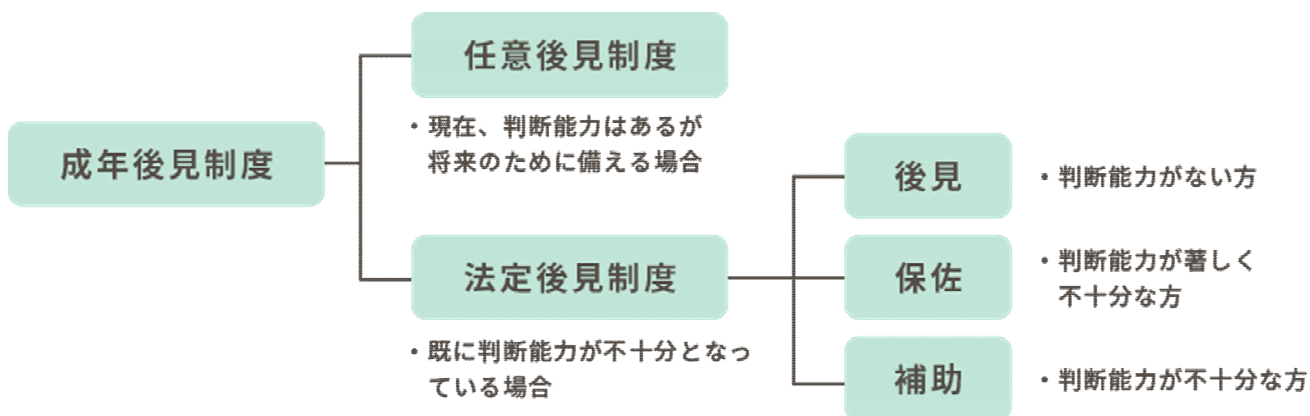 成年後見制度
任意後見制度
・現在、判断能力はあるが
将来のために備える場合
法定後見制度
・既に判断能力が不十分となっ
ている場合
後見
・判断能力がない方
保佐
・判断能力が著しく
不十分な方
補助
・判断能力が不十分な方